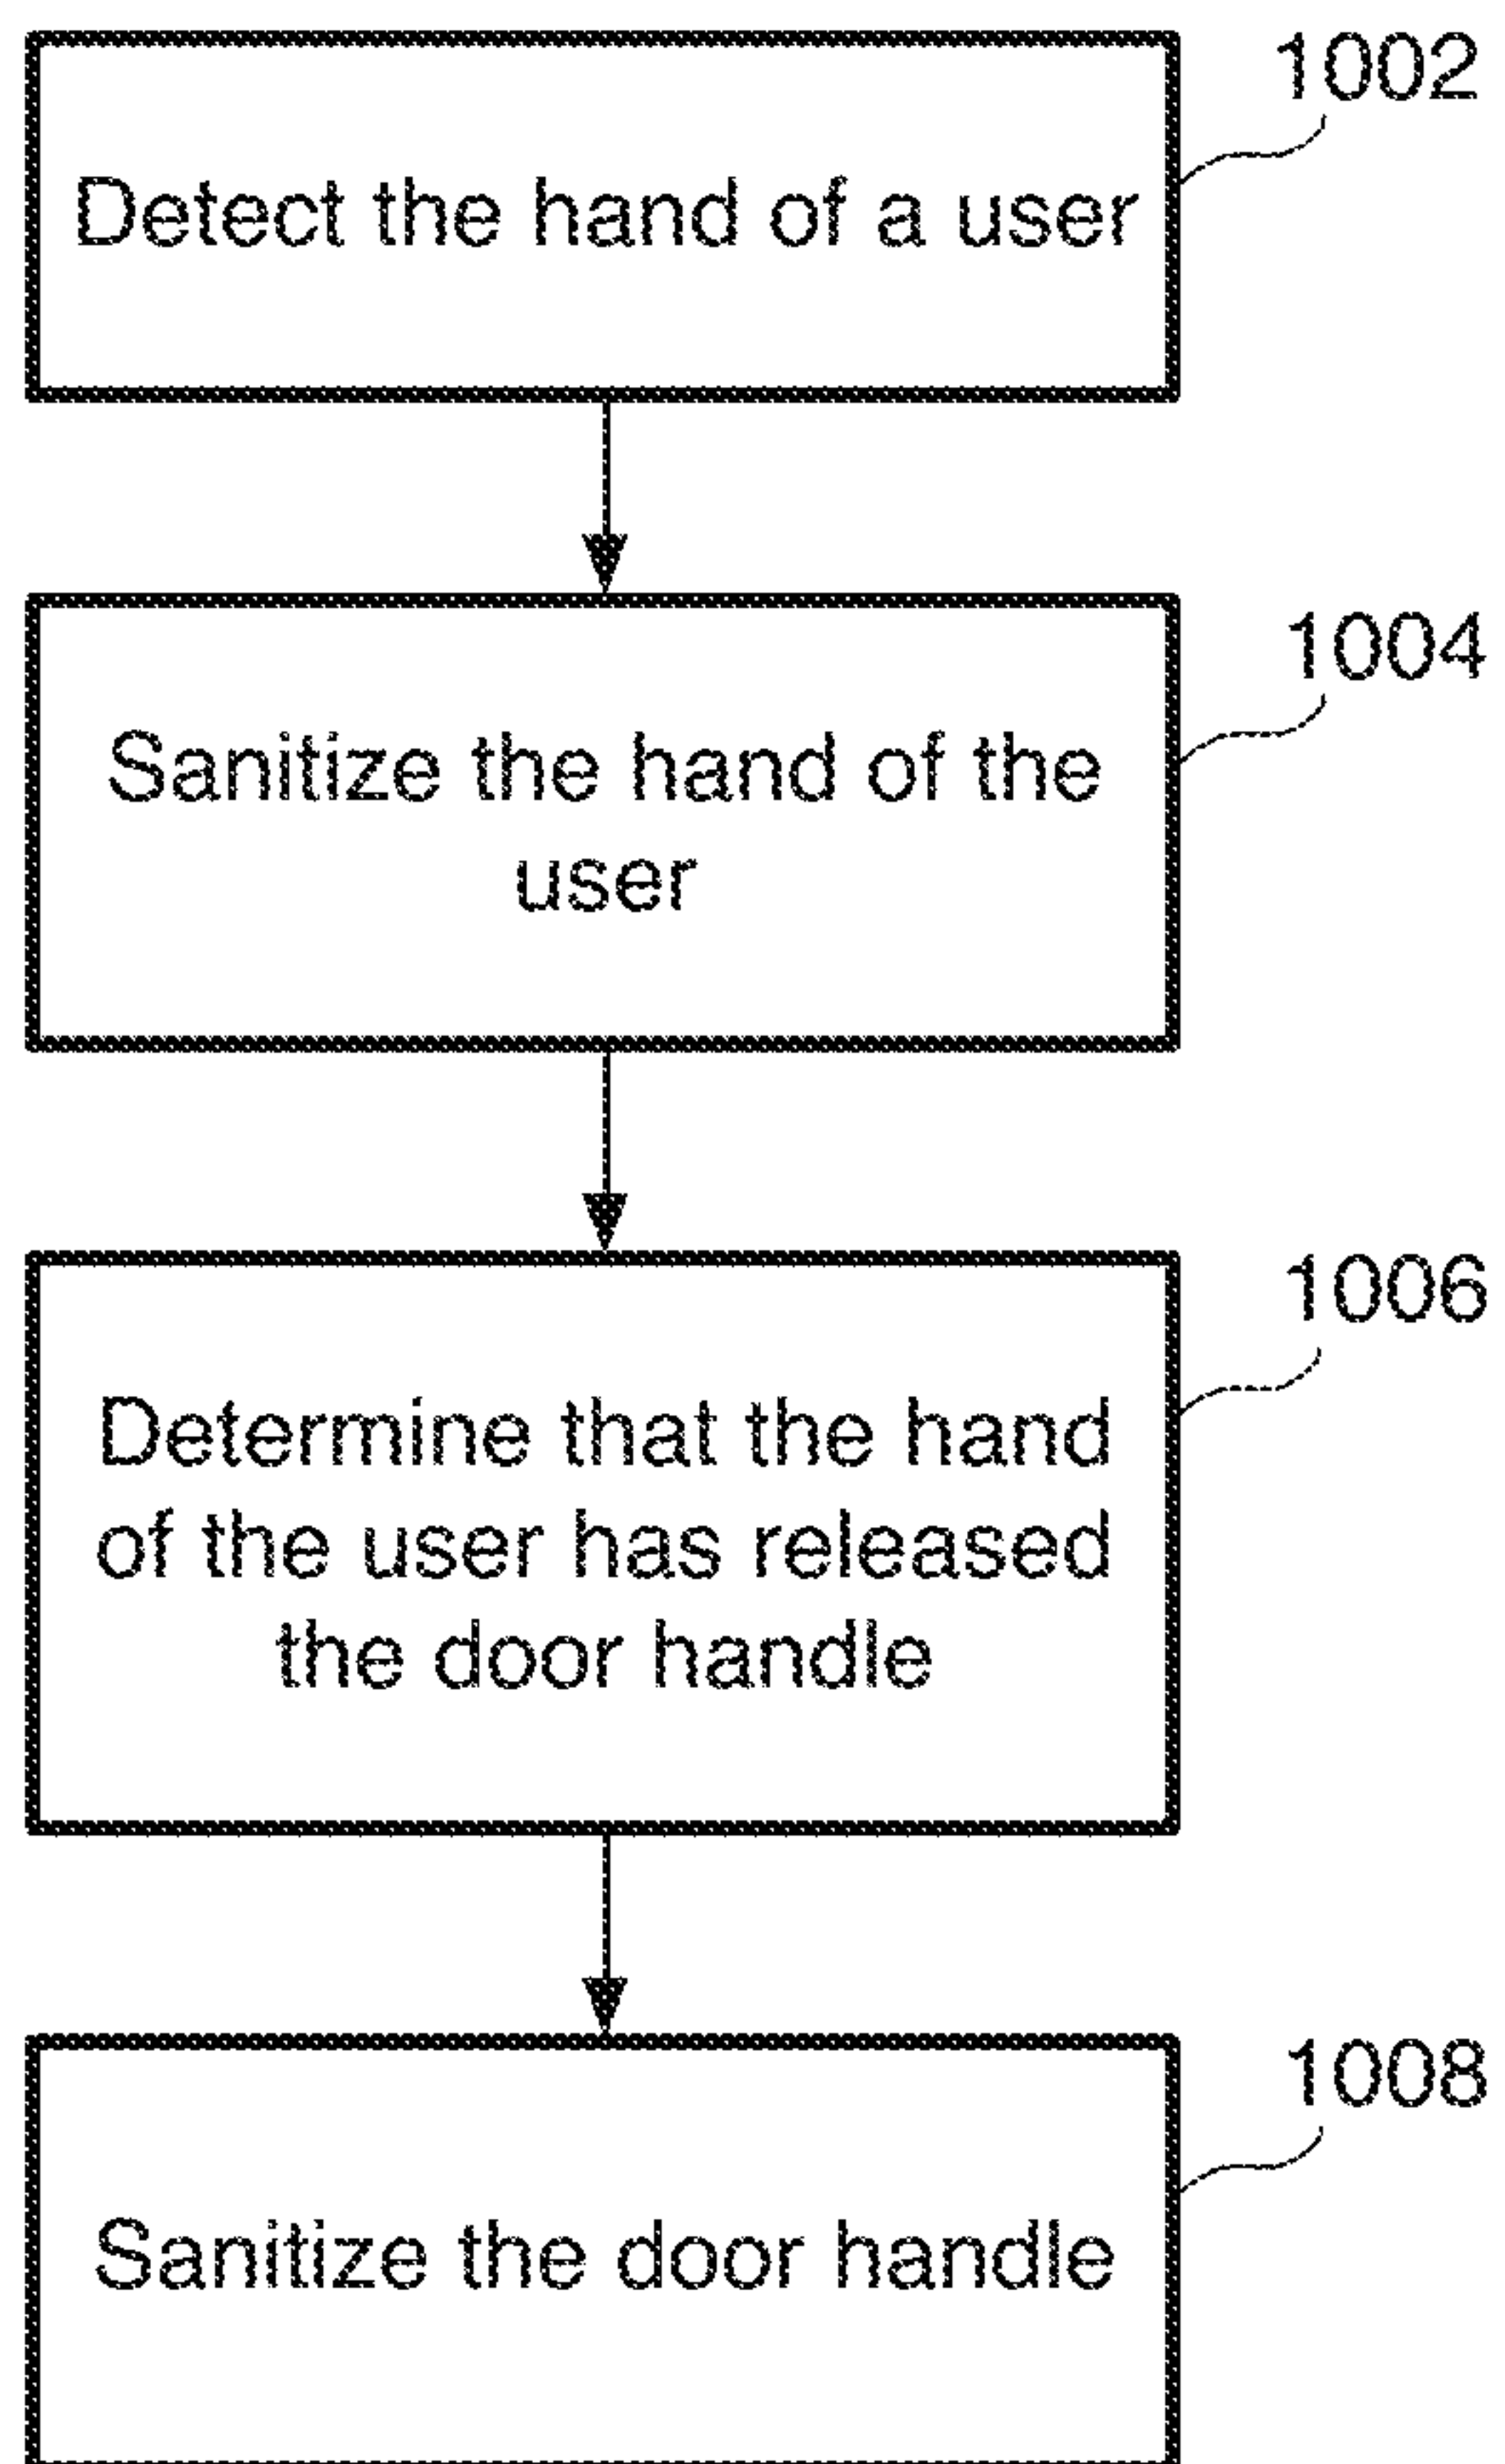 1002
Detect the hand of a user
1004
Sanitize the hand of the
user
1006
Determine that the hand
of the user has released
the door handle
1008
Sanitize the door handle